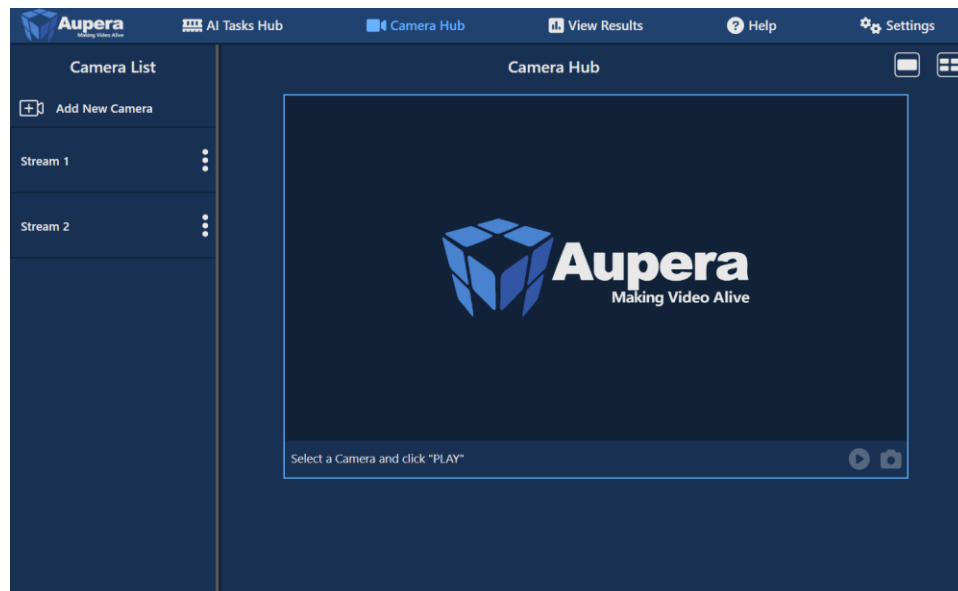 Aupera
Making Video Alive
AI Tasks Hub
Camera Hub
View Results
Help
Settings
Camera List
Camera Hub
Add New Camera
Stream 1
Stream 2
Aupera
Making Video Alive
Select a Camera and click "PLAY"